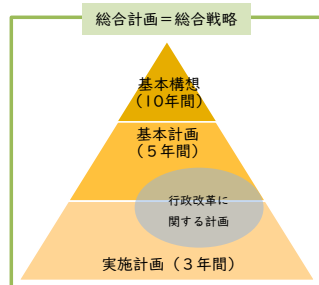 総合計画＝総合戦略
基本構想
（１０年間）
基本計画
（５年間）
行政改革に
関する計画
実施計画（３年間）